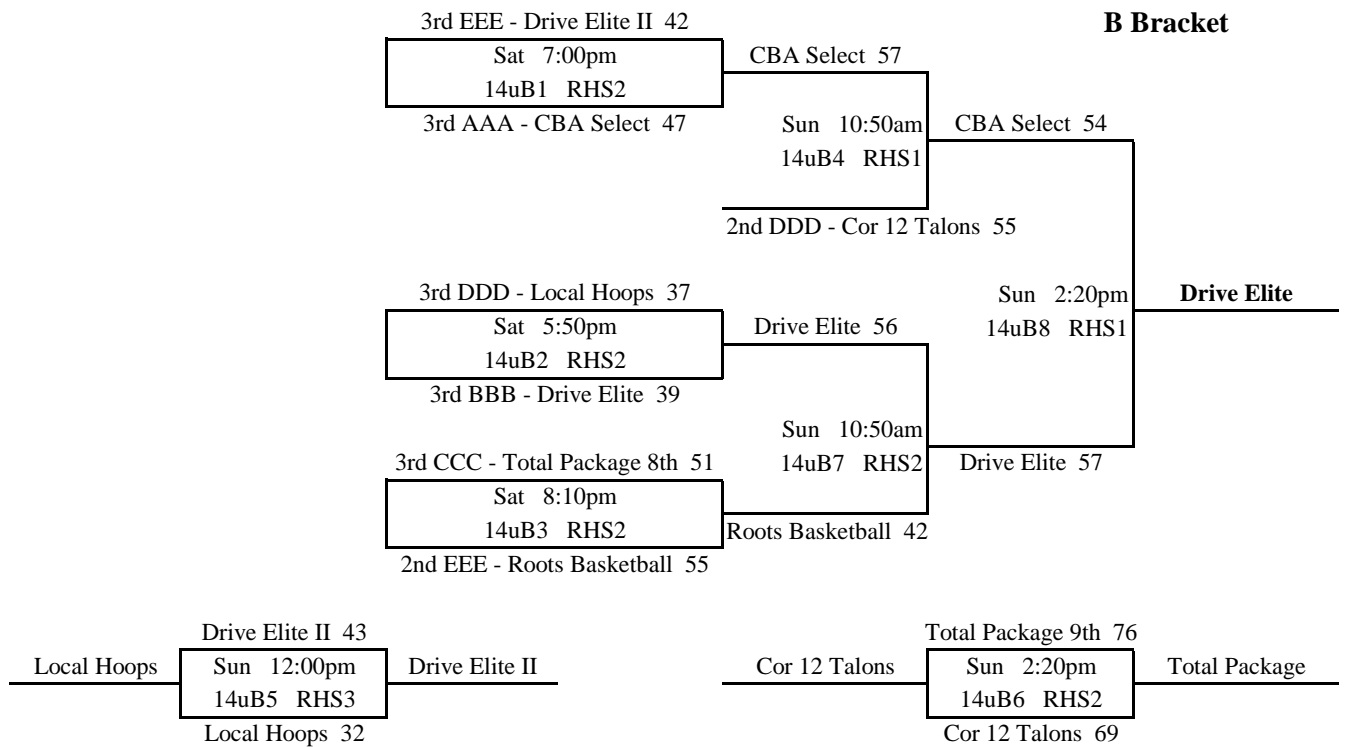 B Bracket
3rd EEE - Drive Elite II 42
Sat 7:00pm
14uB1 RHS2
3rd AAA - CBA Select 47
CBA Select 57
Sun 10:50am
14uB4 RHS1
2nd DDD - Cor 12 Talons 55
CBA Select 54
3rd DDD - Local Hoops 37
Sat 5:50pm
14uB2 RHS2
3rd BBB - Drive Elite 39
Drive Elite 56
Sun 10:50am
14uB7 RHS2
3rd CCC - Total Package 8th 51
Sat 8:10pm
14uB3 RHS2
2nd EEE - Roots Basketball 55
Roots Basketball 42
Drive Elite 57
Sun 2:20pm
14uB8 RHS1
Drive Elite
Drive Elite II 43
Local Hoops
Sun 12:00pm
14uB5 RHS3
Drive Elite II
Local Hoops 32
Total Package 9th 76
Cor 12 Talons
Sun 2:20pm
14uB6 RHS2
Total Package
Cor 12 Talons 69